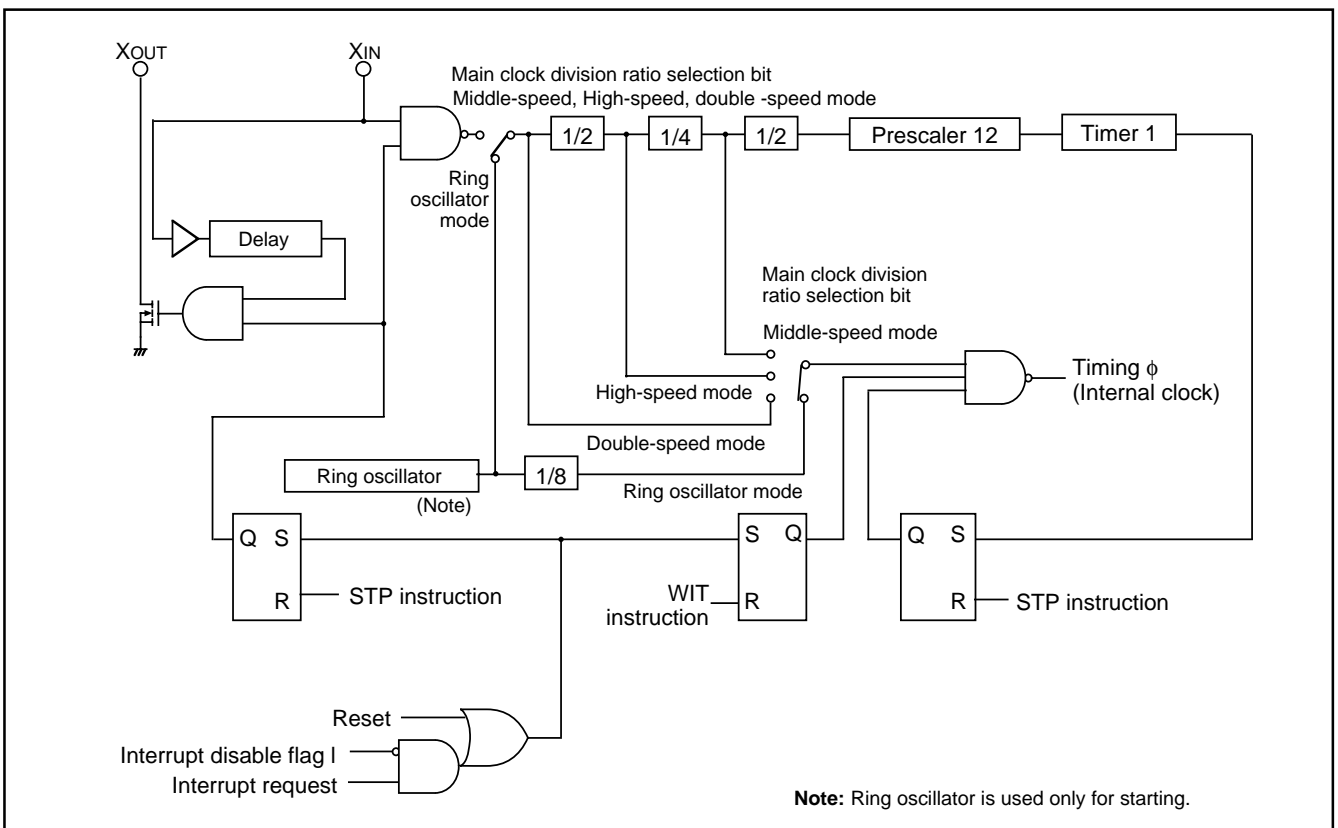 XOUT
XIN
Main clock division ratio selection bit
Middle-speed, High-speed, double -speed mode
1/2
1/4
1/2
Prescaler 12
Timer 1
Ring
oscillator
mode
Delay
Main clock division
ratio selection bit
Middle-speed mode
Timing ϕ
(Internal clock)
High-speed mode
Double-speed mode
Ring oscillator
1/8
Ring oscillator mode
(Note)
Q S
R
STP instruction
S Q
R
WIT
instruction
Q S
R
STP instruction
Reset
Interrupt disable flag I
Interrupt request
Note: Ring oscillator is used only for starting.